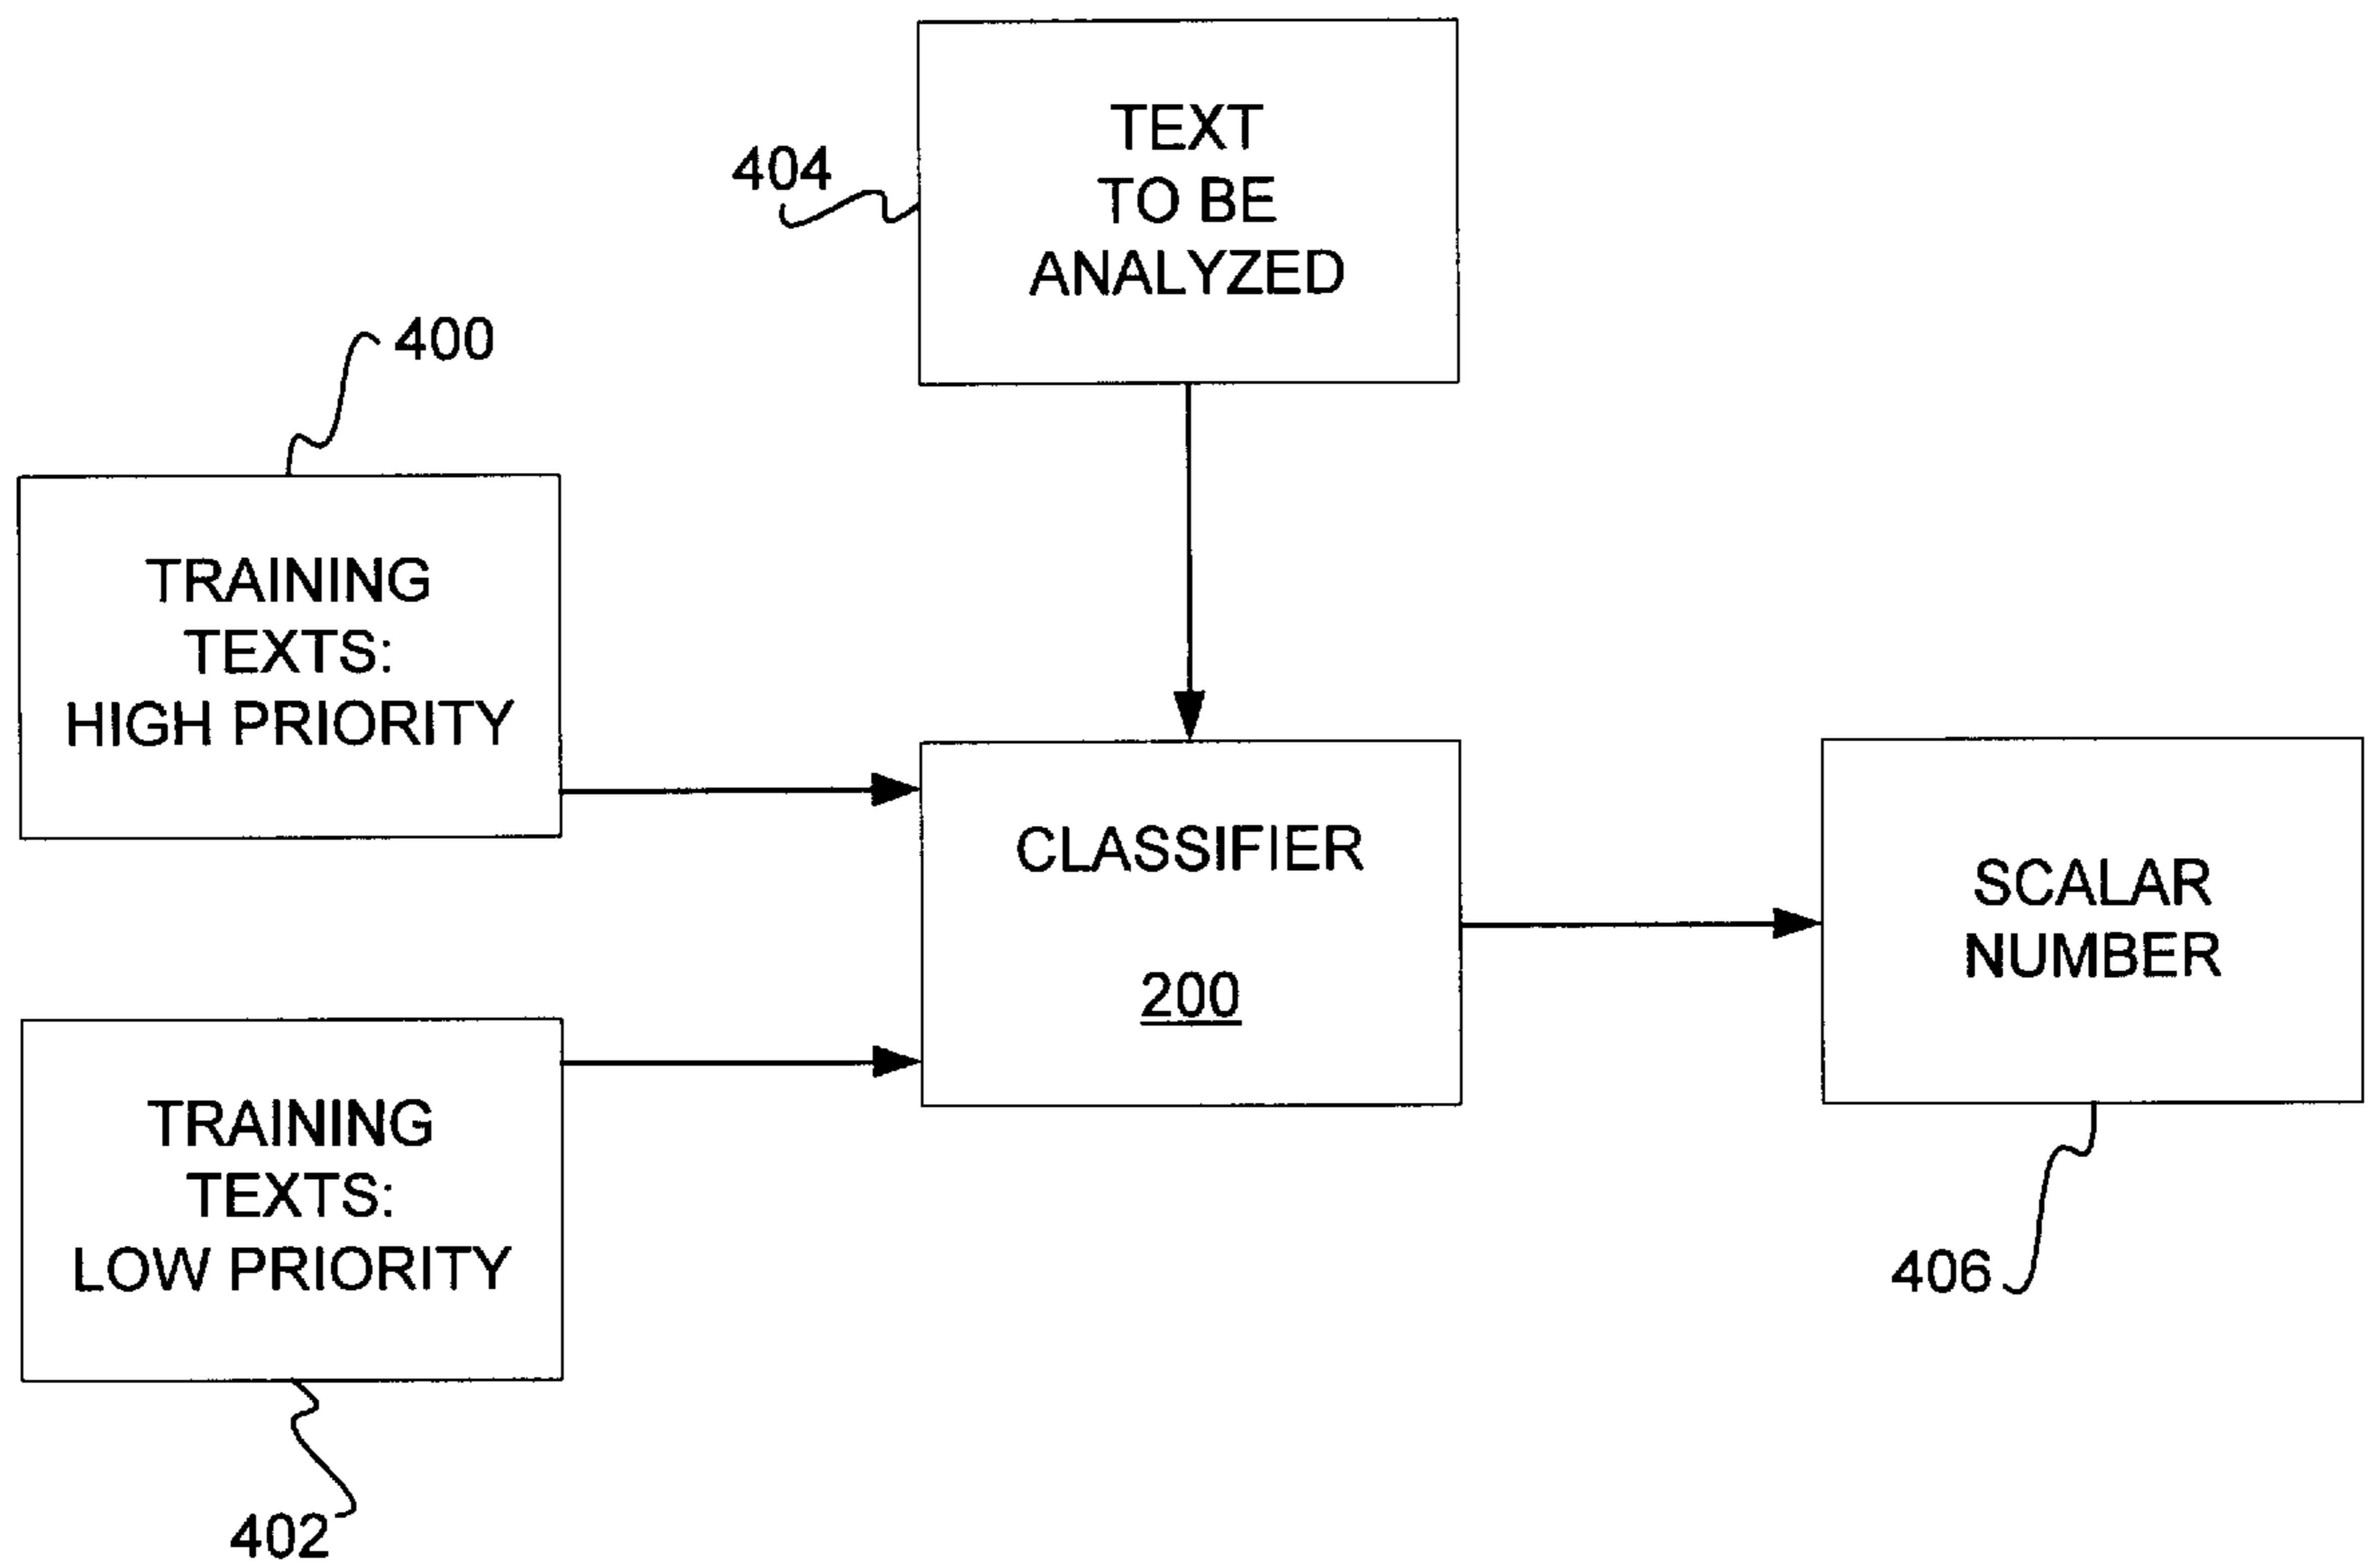 TEXT
TO BE
ANALYZED
404
400
TRAINING
TEXTS:
HIGH PRIORITY
CLASSIFIER
200
SCALAR
NUMBER
TRAINING
TEXTS:
LOW PRIORITY
406
402